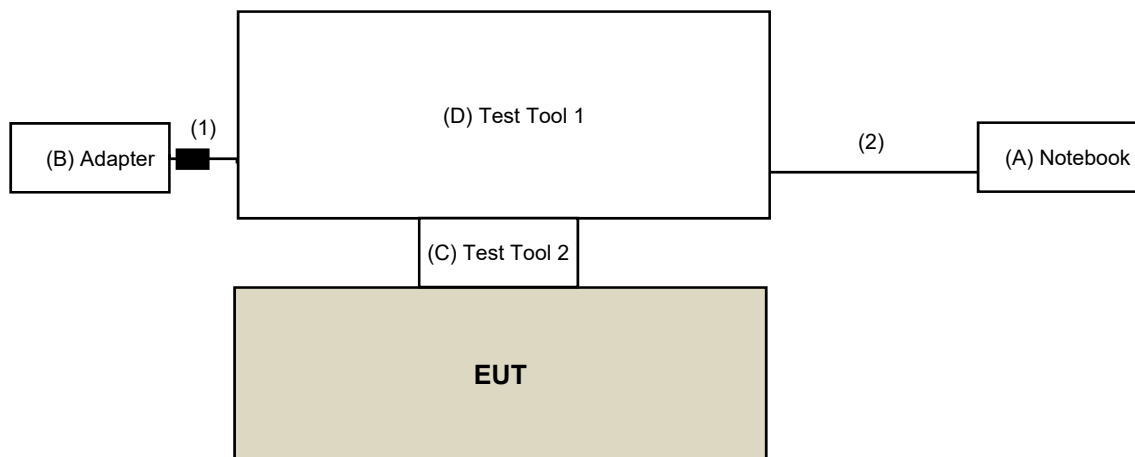 (D) Test Tool 1
(1)
(B) Adapter
(2)
(A) Notebook
(C) Test Tool 2
EUT